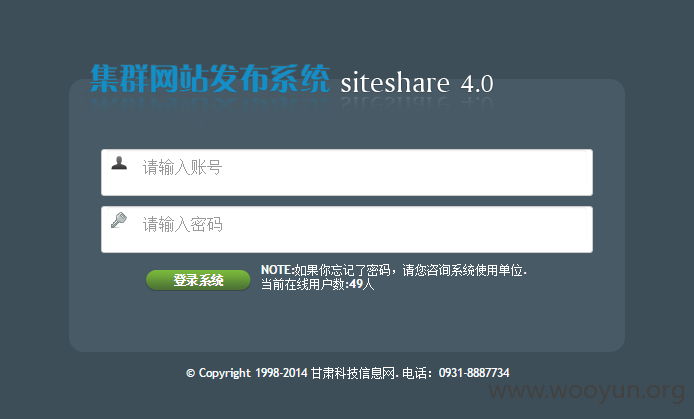 集群网站发布系统 siteshare 4.0
请输入账号
请输入密码
登录系统
NOTE:如果你忘记了密码，请您咨询系统使用单位.
当前在线用户数:49人
© Copyright 1998-2014 甘肃科技信息网. 电话：0931-8887734
www.wooyun.org